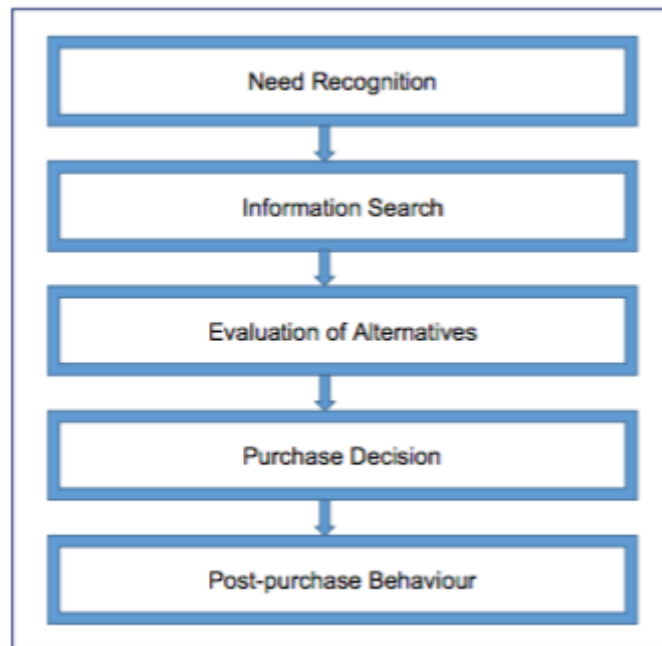 Need Recognition
Information Search
Evaluation of Alternatives
Purchase Decision
Post-purchase Behaviour